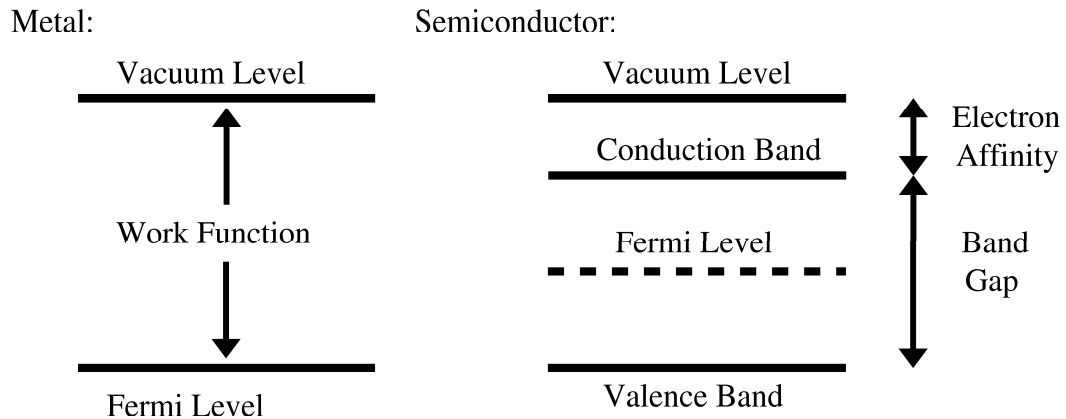 Metal:
Semiconductor:
Vacuum Level
Vacuum Level
Electron
Affinity
Conduction Band
Work Function
Fermi Level
Band
Gap
Fermi Level
Valence Band